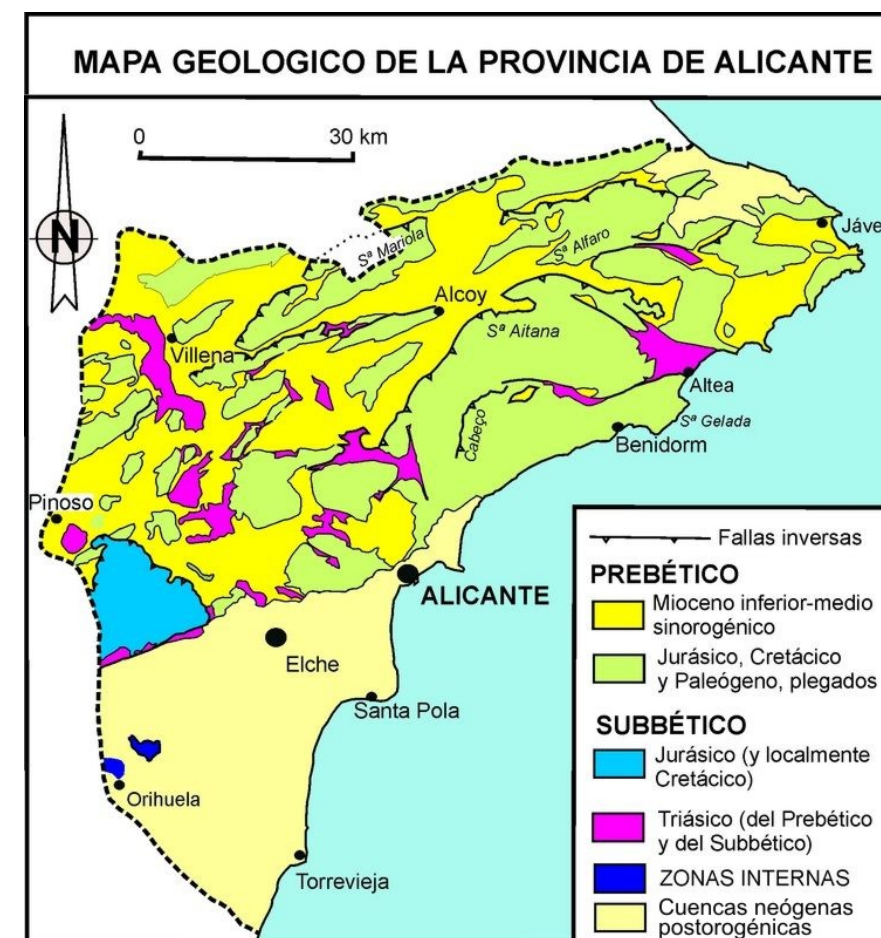 MAPA GEOLOGICO DE LA PROVINCIA DE ALICANTE
0 30 km
N
Sª Mariola
Sª Alfaro
Jáve
Alcoy
Sª Aitana
Villena
Altea
Sª Gelada
Cabeço
Benidorm
Pinoso
ALICANTE
Elche
Santa Pola
Orihuela
Torrevieja
Fallas inversas
PREBÉTICO
Mioceno inferior-medio
sinorogénico
Jurásico, Cretácico
y Paleógeno, plegados
SUBBÉTICO
Jurásico (y localmente
Cretácico)
Triásico (del Prebético
y del Subbético)
ZONAS INTERNAS
Cuencas neógenas
postorogénicas